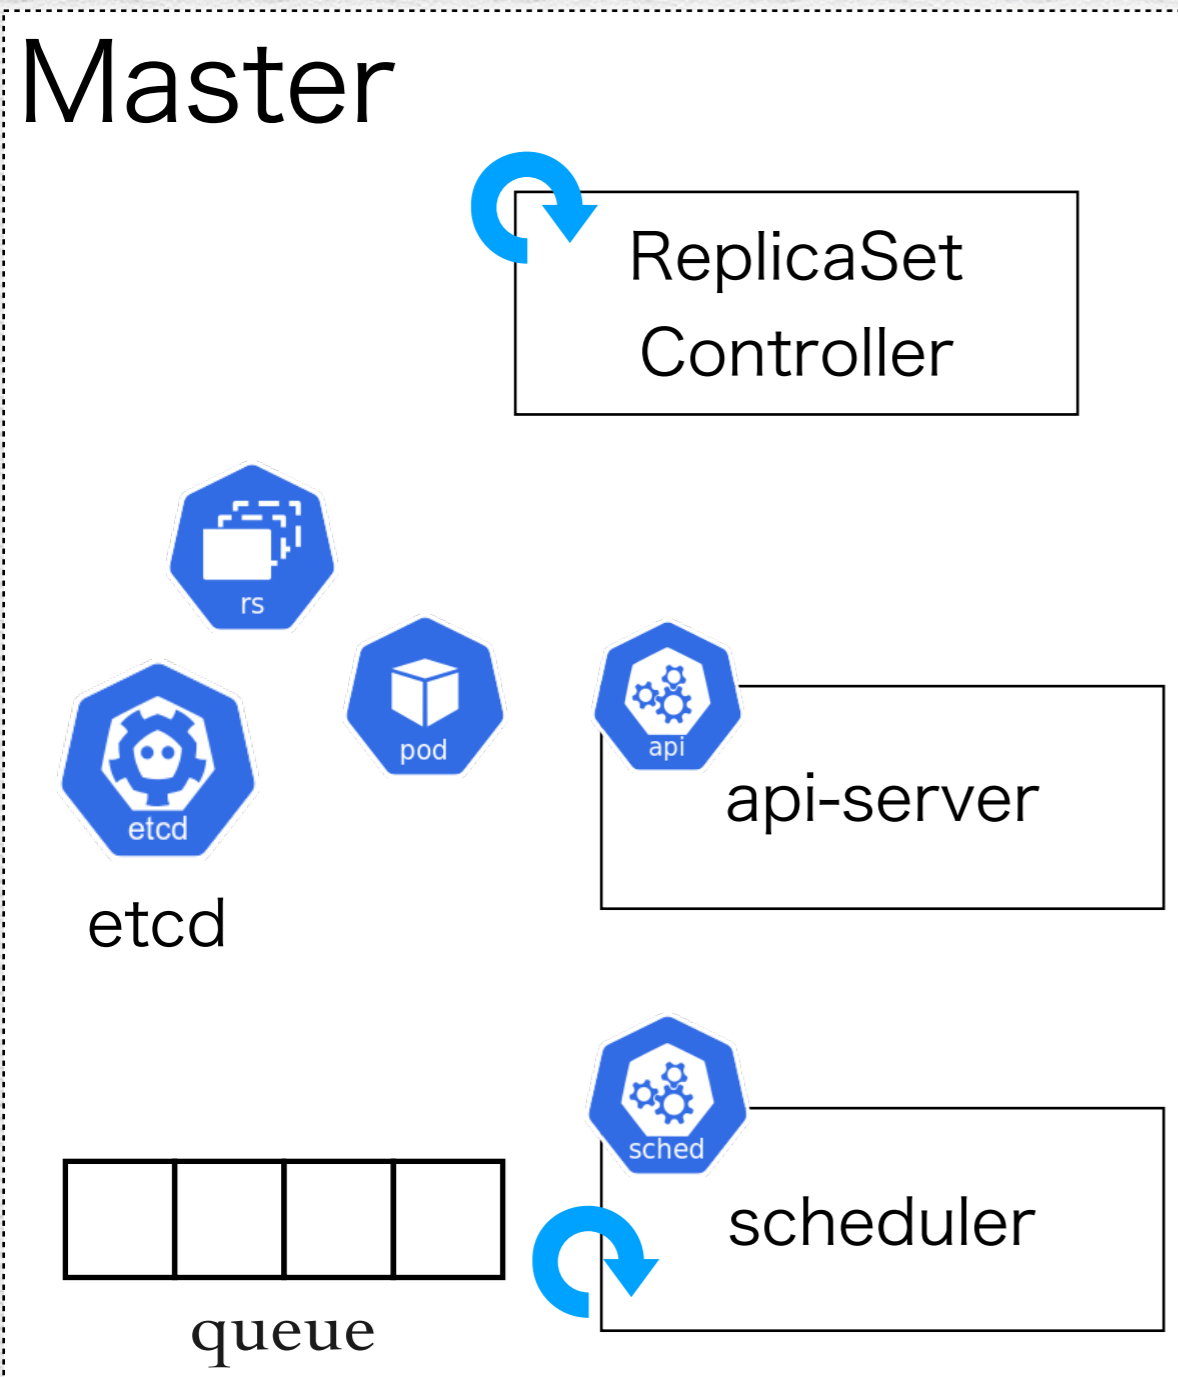 Master
ReplicaSet
Controller
rs
pod
api
api-server
etcd
etcd
sched
scheduler
queue